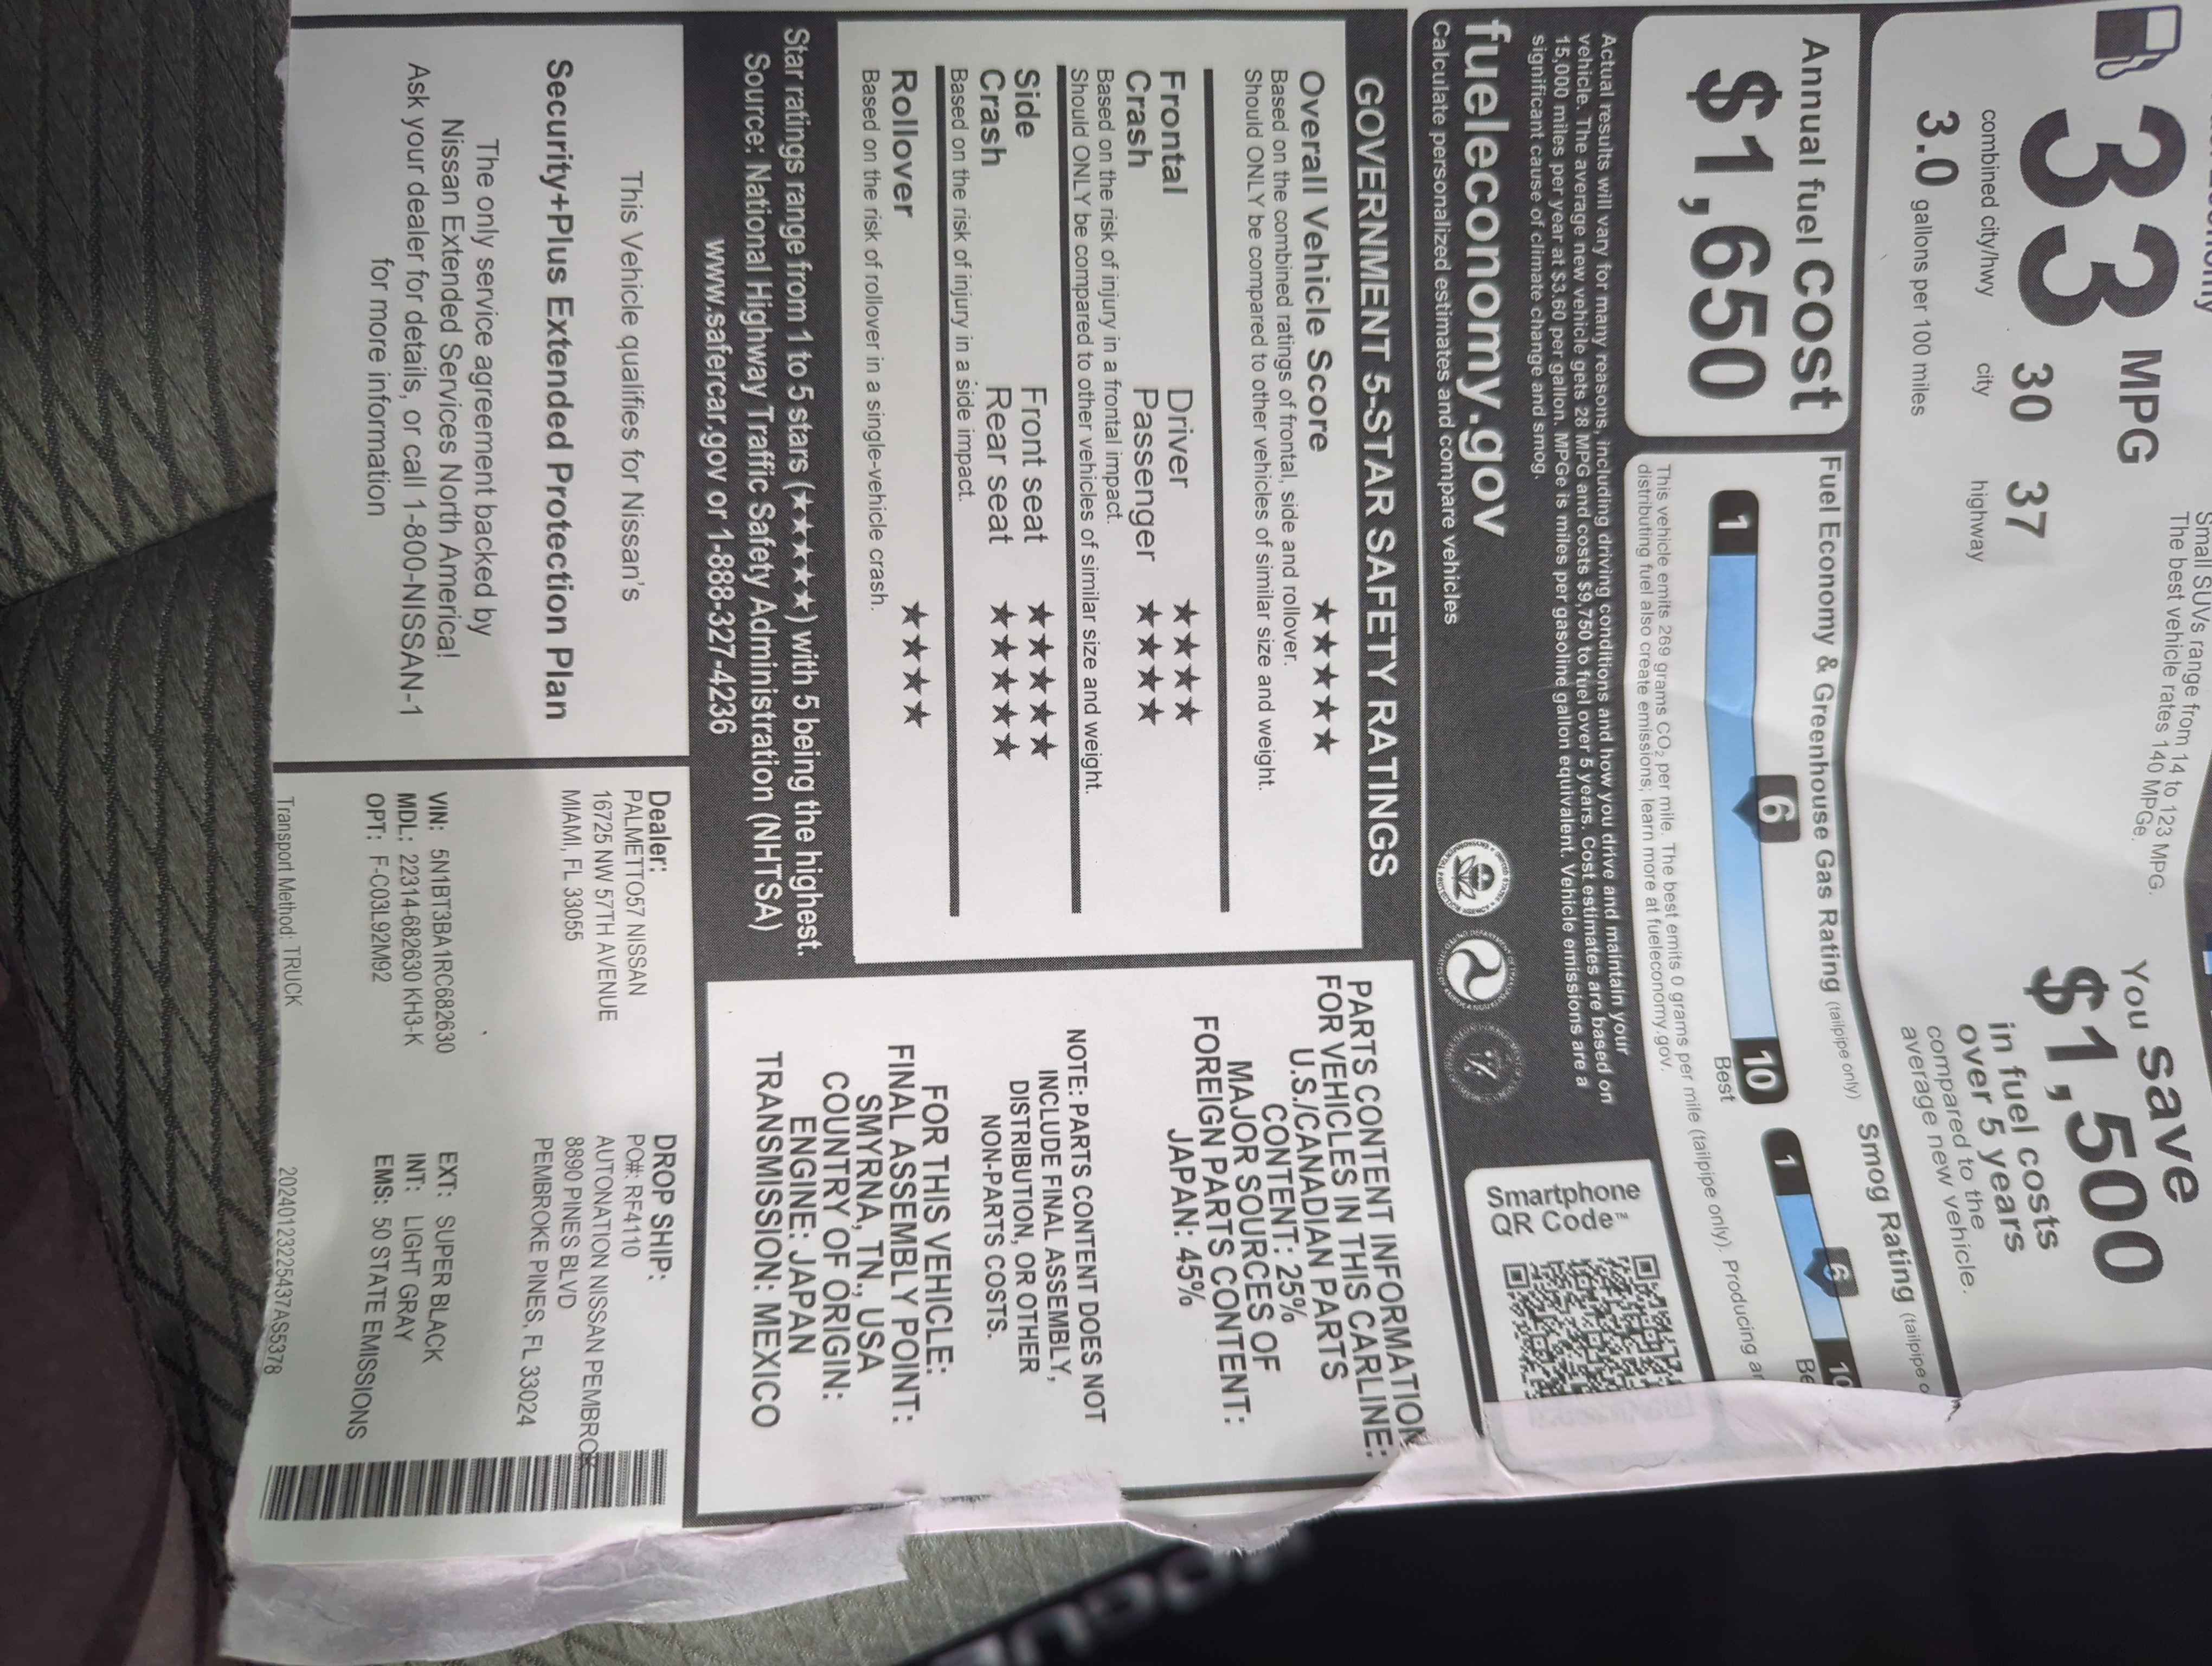 33 MPG
30 37
combined city/hwy city highway
3.0 gallons per 100 miles
Small SUVs range from 14 to 123 MPG.
The best vehicle rates 140 MPGe.
You save
$1,500
in fuel costs
over 5 years
compared to the
average new vehicle.
Annual fuel cost
$1,650
Fuel Economy & Greenhouse Gas Rating (tailpipe only)
1 6 10
Best
Smog Rating (tailpipe
1 6 10
This vehicle emits 269 grams CO2 per mile. The best emits 0 grams per mile (tailpipe only). Producing
distributing fuel also create emissions; learn more at fueleconomy.gov.
Actual results will vary for many reasons, including driving conditions and how you drive and maintain your
vehicle. The average new vehicle gets 28 MPG and costs $9,750 to fuel over 5 years. Cost estimates are based on
15,000 miles per year at $3.60 per gallon. MPGe is miles per gasoline gallon equivalent. Vehicle emissions are a
significant cause of climate change and smog.
fueleconomy.gov
Calculate personalized estimates and compare vehicles
Smartphone
QR Code™
GOVERNMENT 5-STAR SAFETY RATINGS
Overall Vehicle Score ★★★★★
Based on the combined ratings of frontal, side and rollover.
Should ONLY be compared to other vehicles of similar size and weight.
Frontal Driver ★★★★
Crash Passenger ★★★★
Based on the risk of injury in a frontal impact.
Should ONLY be compared to other vehicles of similar size and weight.
Side Front seat ★★★★★
Crash Rear seat ★★★★★
Based on the risk of injury in a side impact.
Rollover ★★★★
Based on the risk of rollover in a single-vehicle crash.
Star ratings range from 1 to 5 stars (★★★★★) with 5 being the highest.
Source: National Highway Traffic Safety Administration (NHTSA)
www.safercar.gov or 1-888-327-4236
PARTS CONTENT INFORMATION
FOR VEHICLES IN THIS CARLINE:
U.S./CANADIAN PARTS
CONTENT: 25%
MAJOR SOURCES OF
FOREIGN PARTS CONTENT:
JAPAN: 45%
NOTE: PARTS CONTENT DOES NOT
INCLUDE FINAL ASSEMBLY,
DISTRIBUTION, OR OTHER
NON-PARTS COSTS.
FOR THIS VEHICLE:
FINAL ASSEMBLY POINT:
SMYRNA, TN., USA
COUNTRY OF ORIGIN:
ENGINE: JAPAN
TRANSMISSION: MEXICO
This Vehicle qualifies for Nissan's
Security+Plus Extended Protection Plan
The only service agreement backed by
Nissan Extended Services North America!
Ask your dealer for details, or call 1-800-NISSAN-1
for more information
Dealer:
PALMETTO57 NISSAN
16725 NW 57TH AVENUE
MIAMI, FL 33055
DROP SHIP:
PO#: RF4110
AUTONATION NISSAN PEMBROK
8890 PINES BLVD
PEMBROKE PINES, FL 33024
VIN: 5N1BT3BA1RC682630
MDL: 22314-682630 KH3-K
OPT: F-C03L92M92
EXT: SUPER BLACK
INT: LIGHT GRAY
EMS: 50 STATE EMISSIONS
Transport Method: TRUCK
20240123225437AS5378